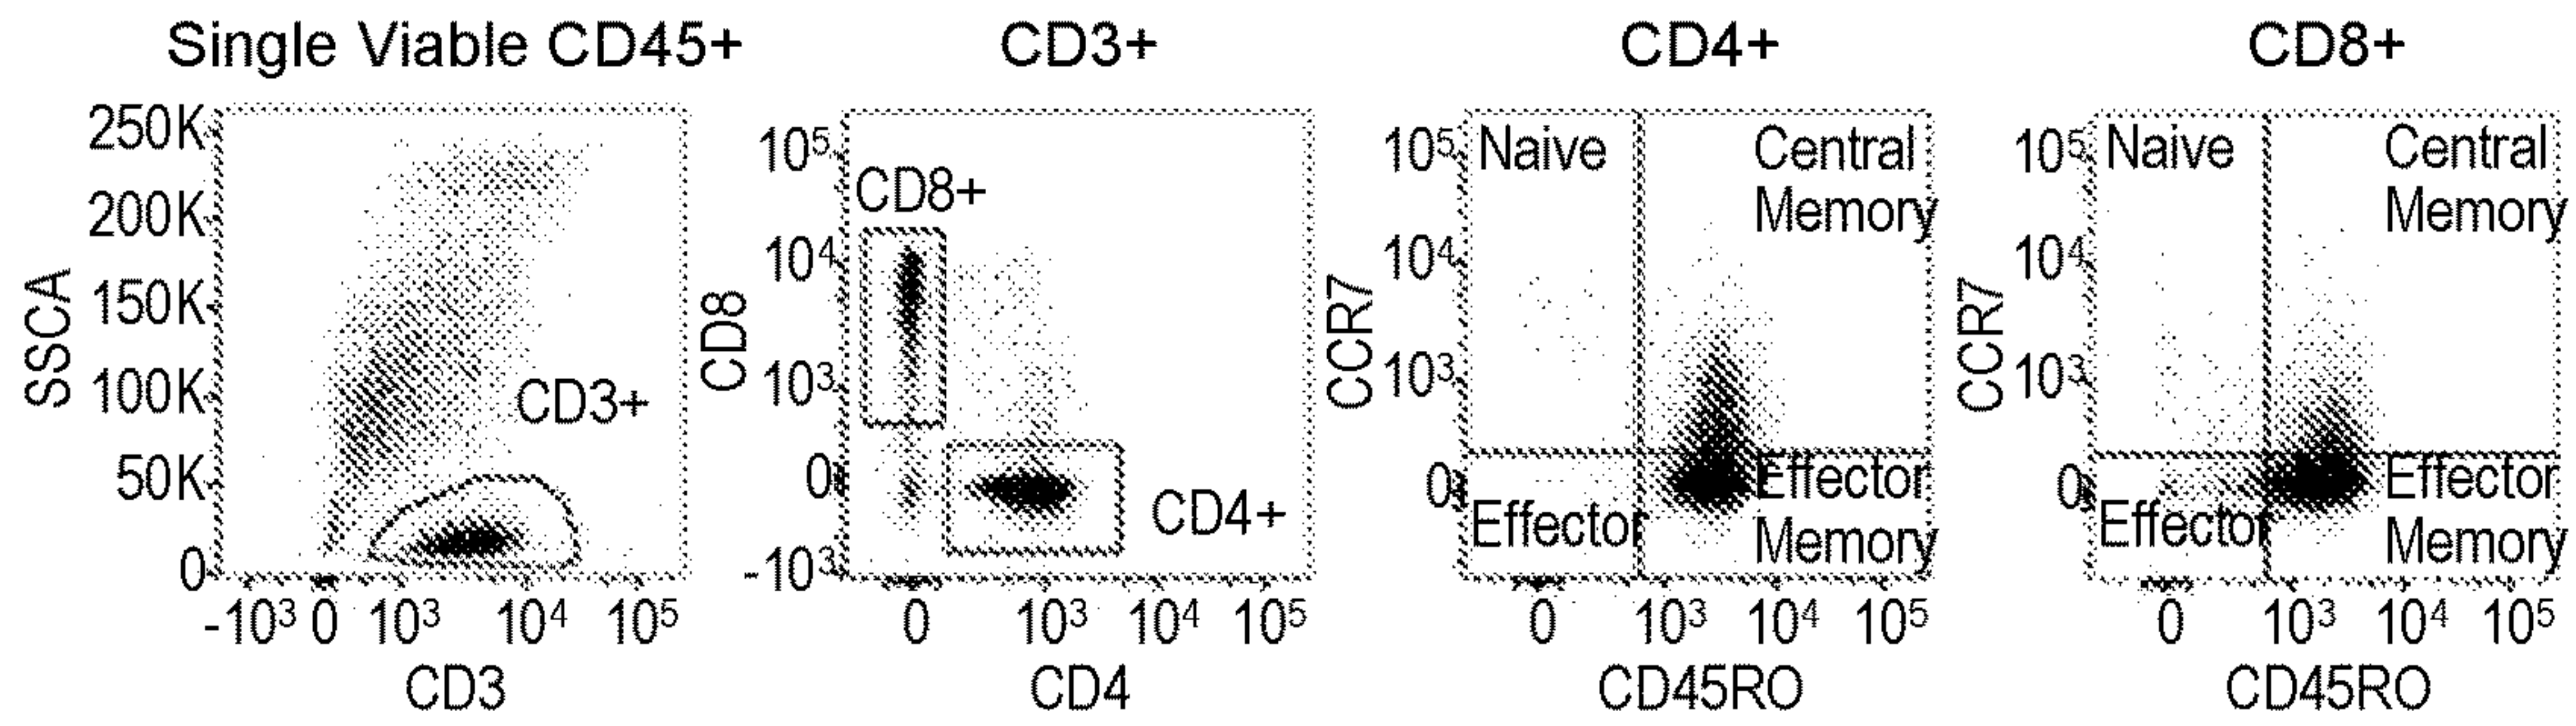 Single Viable CD45+
CD3+
CD4+
CD8+
250K
200K
150K
100K
50K
0
SSCA
CD3+
-10³ 0 10³ 10⁴ 10⁵
CD3
10⁵
10⁴
10³
0
-10³
CD8
CD8+
CD4+
0 10³ 10⁴ 10⁵
CD4
10⁵
10⁴
10³
0
CCR7
Naive
Central
Memory
Effector
Effector
Memory
0 10³ 10⁴ 10⁵
CD45RO
10⁵
10⁴
10³
0
CCR7
Naive
Central
Memory
Effector
Effector
Memory
0 10³ 10⁴ 10⁵
CD45RO